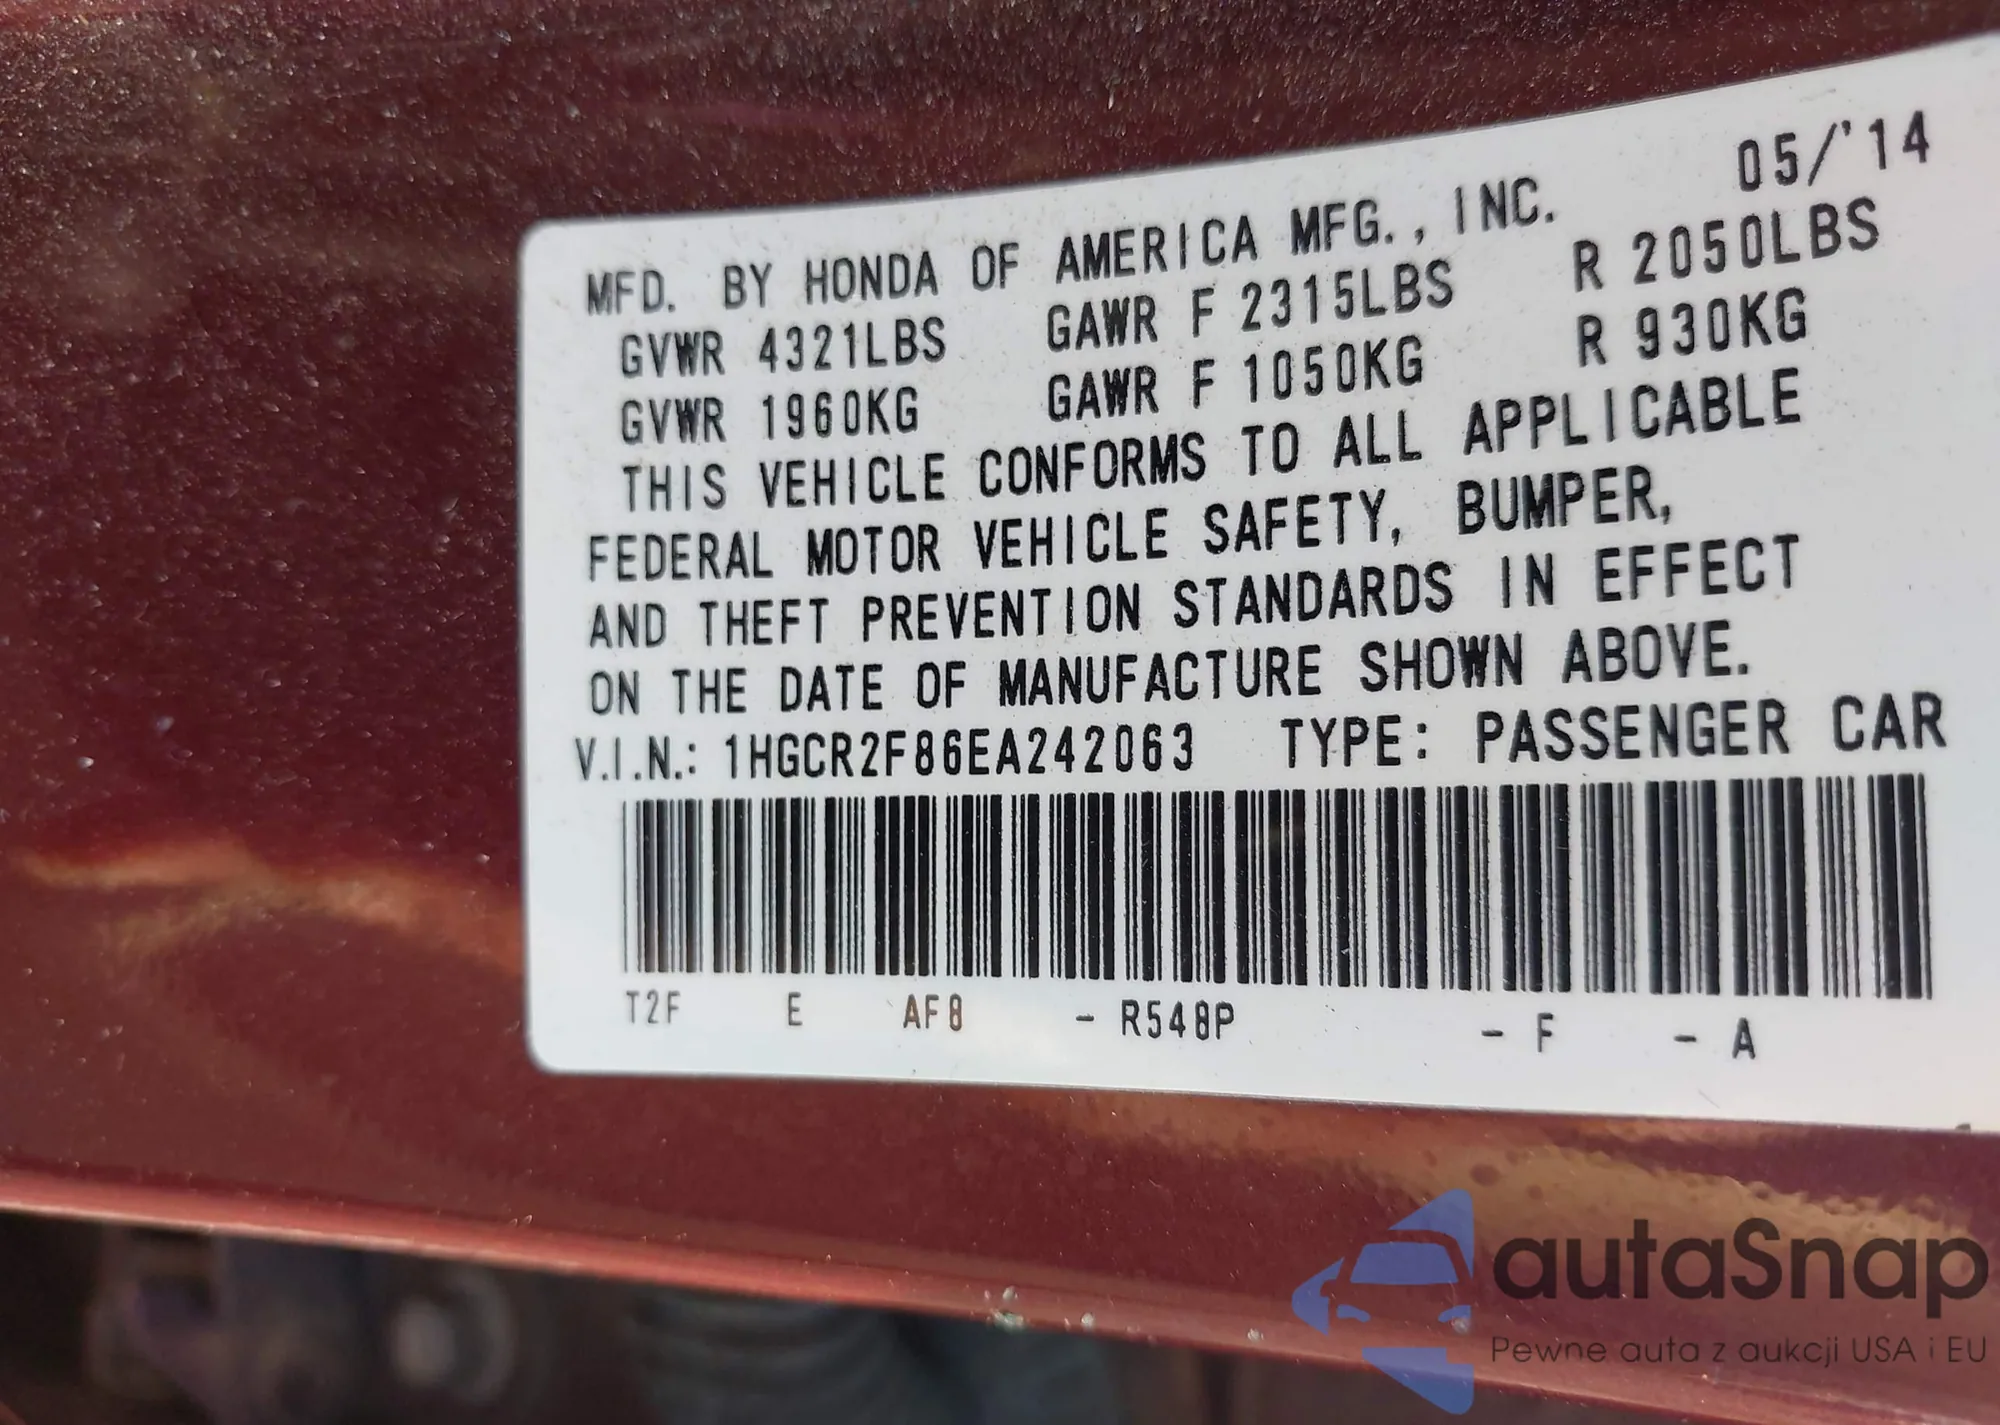 05/'14
MFD. BY HONDA OF AMERICA MFG., INC.
GVWR 4321LBS GAWR F 2315LBS R 2050LBS
GVWR 1960KG GAWR F 1050KG R 930KG
THIS VEHICLE CONFORMS TO ALL APPLICABLE
FEDERAL MOTOR VEHICLE SAFETY, BUMPER,
AND THEFT PREVENTION STANDARDS IN EFFECT
ON THE DATE OF MANUFACTURE SHOWN ABOVE.
V.I.N.: 1HGCR2F86EA242063 TYPE: PASSENGER CAR
T2F E AF8 - R548P - F - A
autaSnap
Pewne auta z aukcji USA i EU